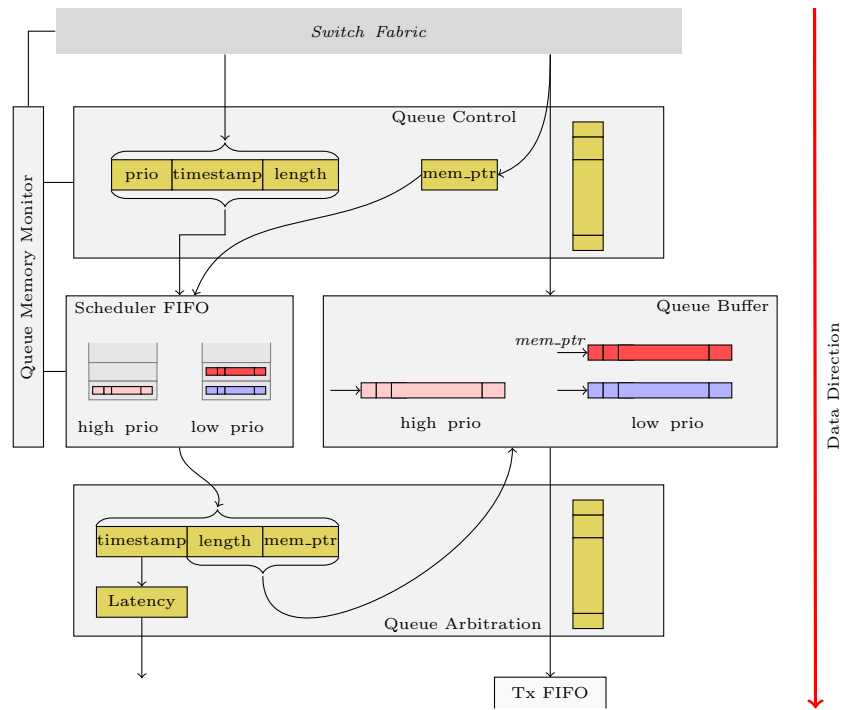 Switch Fabric
Queue Control
prio timestamp length
mem_ptr
Queue Memory Monitor
Scheduler FIFO
high prio
low prio
Queue Buffer
mem_ptr
high prio
low prio
Data Direction
timestamp length mem_ptr
Latency
Queue Arbitration
Tx FIFO